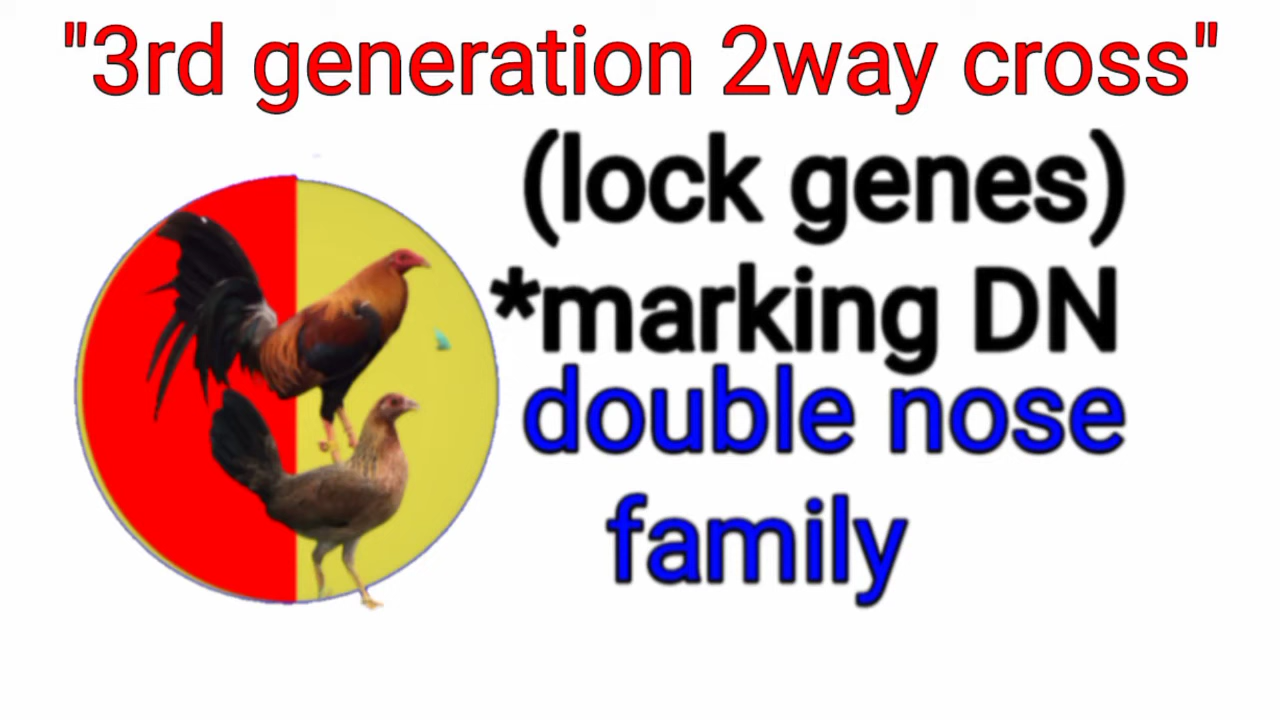 "3rd generation 2way cross"
(lock genes)
*marking DN
double nose
family